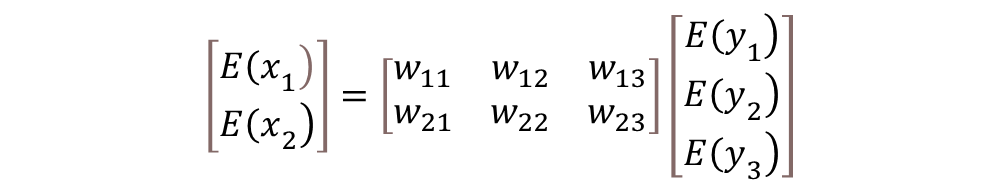 [E(x₁) E(x₂)] = [w₁₁ w₁₂ w₁₃ w₂₁ w₂₂ w₂₃] [E(y₁) E(y₂) E(y₃)]